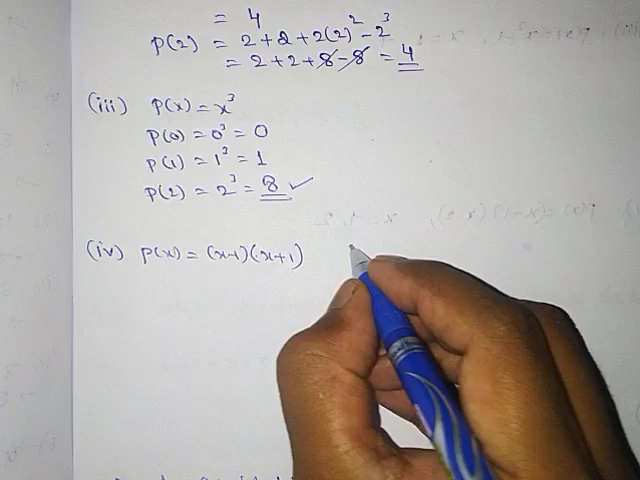 = 4
p(2) = 2 + 2 + 2(2)² - 2³
= 2 + 2 + 8 - 8 = 4
(iii) p(x) = x³
p(0) = 0³ = 0
p(1) = 1³ = 1
p(2) = 2³ = 8 ✓
(iv) p(x) = (x-1)(x+1)